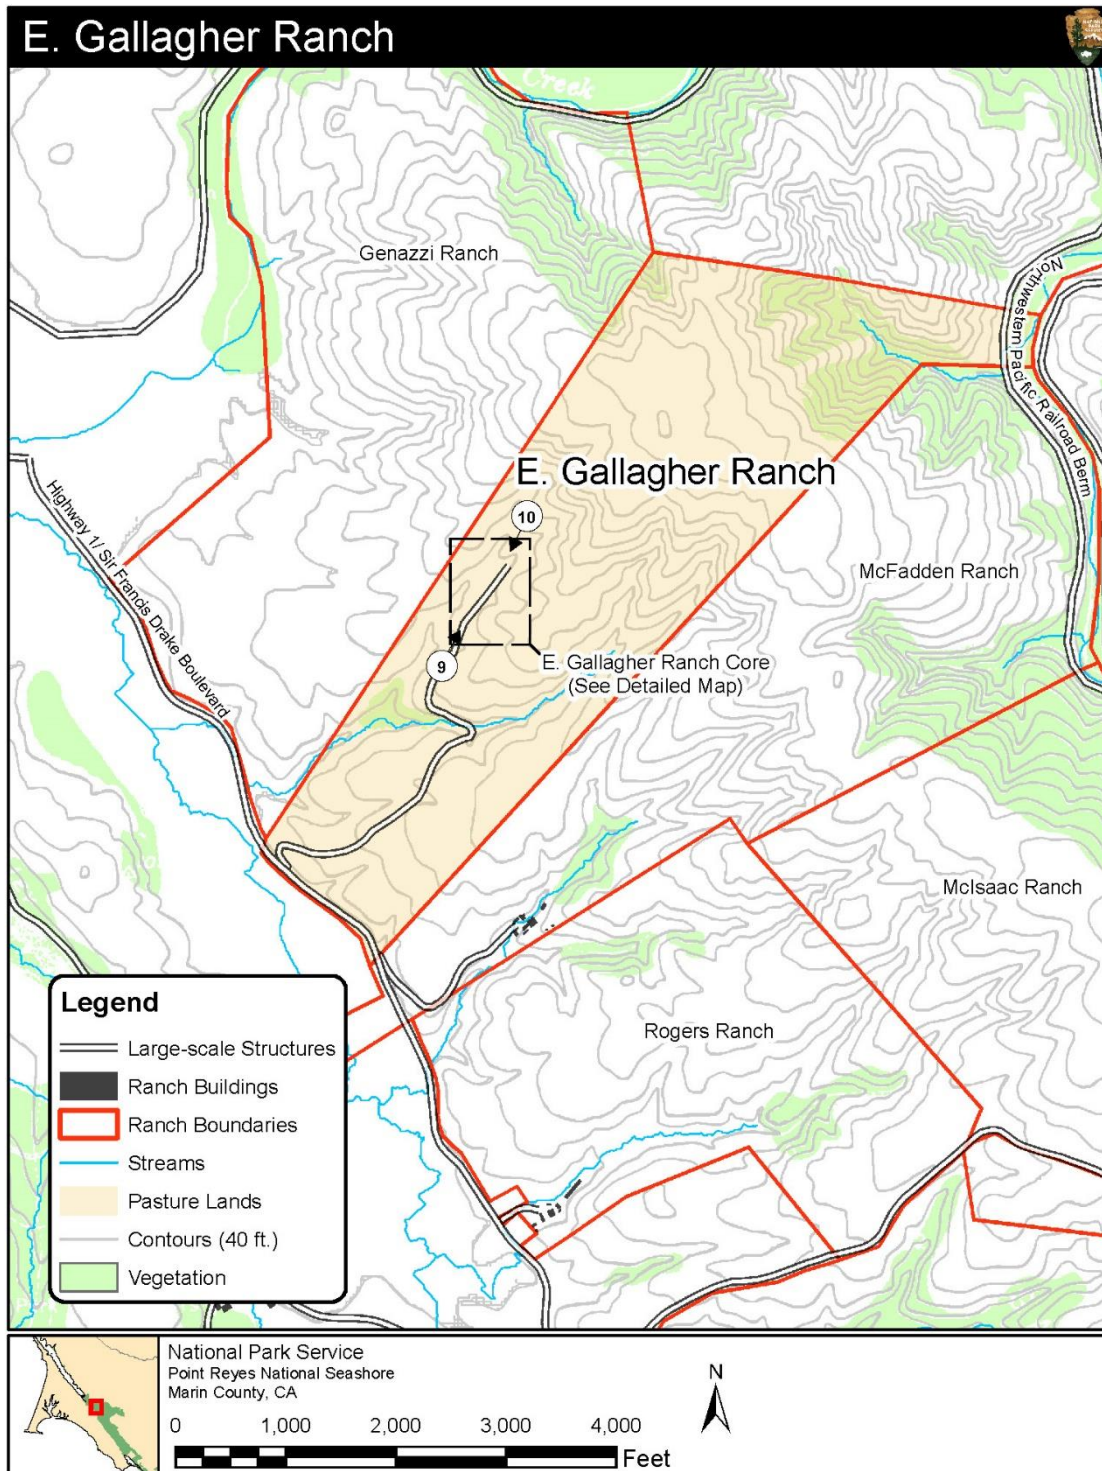 E. Gallagher Ranch
Creek
Genazzi Ranch
Northwestern Pacific Railroad Berm
E. Gallagher Ranch
Highway 1/ Sir Francis Drake Boulevard
10
McFadden Ranch
9
E. Gallagher Ranch Core
(See Detailed Map)
McIsaac Ranch
Rogers Ranch
Legend
Large-scale Structures
Ranch Buildings
Ranch Boundaries
Streams
Pasture Lands
Contours (40 ft.)
Vegetation
National Park Service
Point Reyes National Seashore
Marin County, CA
N
0 1,000 2,000 3,000 4,000
Feet